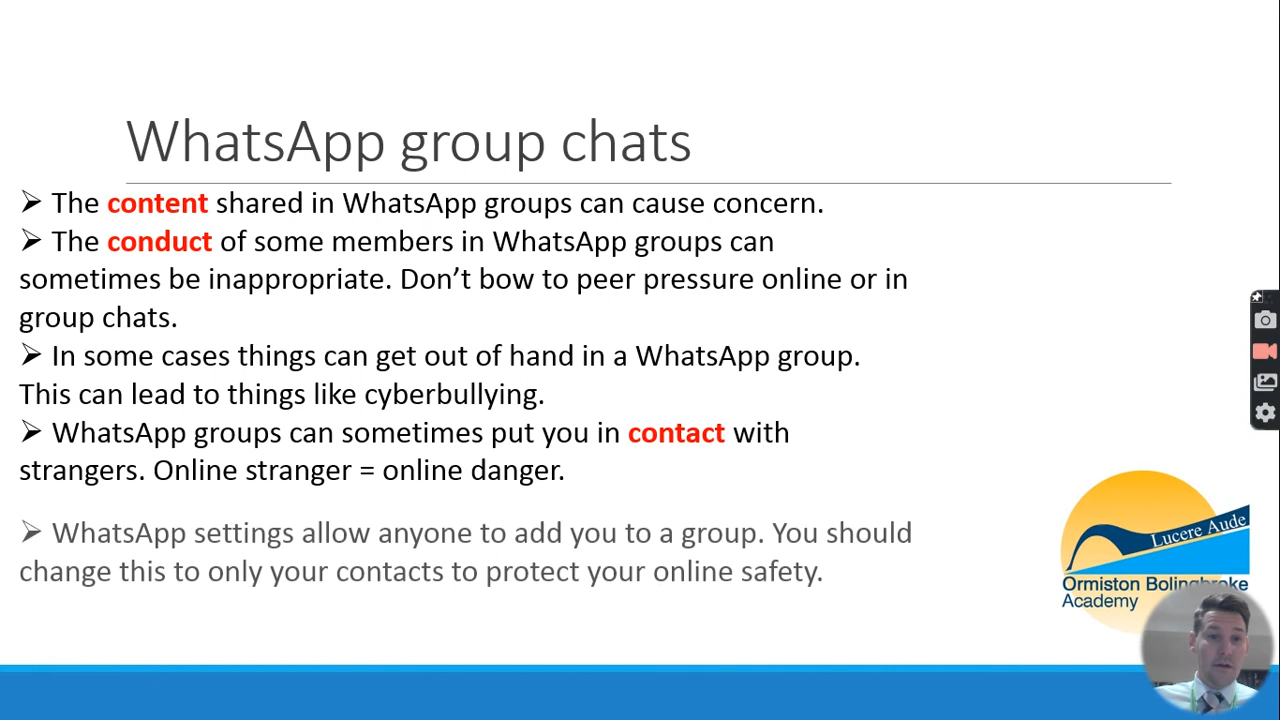 WhatsApp group chats
➢ The content shared in WhatsApp groups can cause concern.
➢ The conduct of some members in WhatsApp groups can
sometimes be inappropriate. Don’t bow to peer pressure online or in
group chats.
➢ In some cases things can get out of hand in a WhatsApp group.
This can lead to things like cyberbullying.
➢ WhatsApp groups can sometimes put you in contact with
strangers. Online stranger = online danger.
➢ WhatsApp settings allow anyone to add you to a group. You should
change this to only your contacts to protect your online safety.
Lucere Aude
Ormiston Bolingbroke
Academy